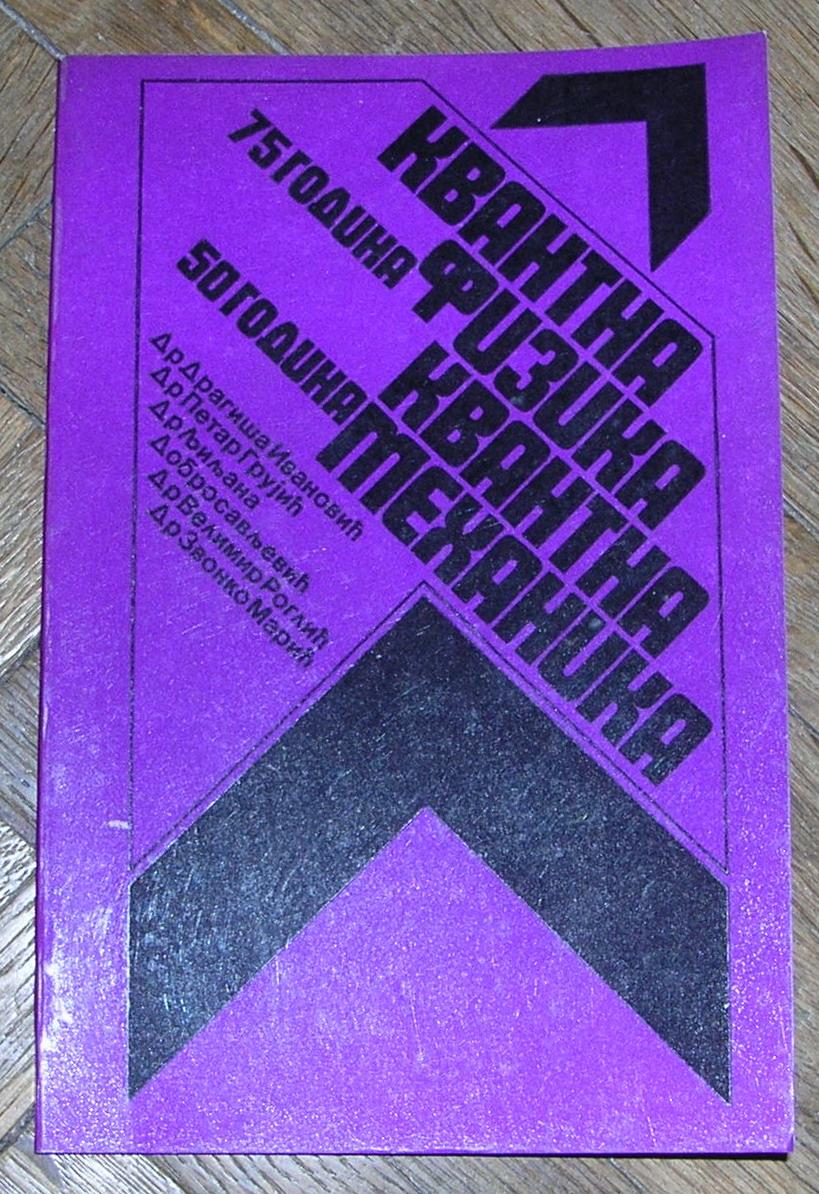 75 ГОДИНА КВАНТНА
ФИЗИКА
50 ГОДИНА КВАНТНА
МЕХАНИКА
Др Драгиша Ивановић
Др Петар Грујић
Др Љиљана
Добросављевић
Др Велимир Роглић
Др Звонко Марић